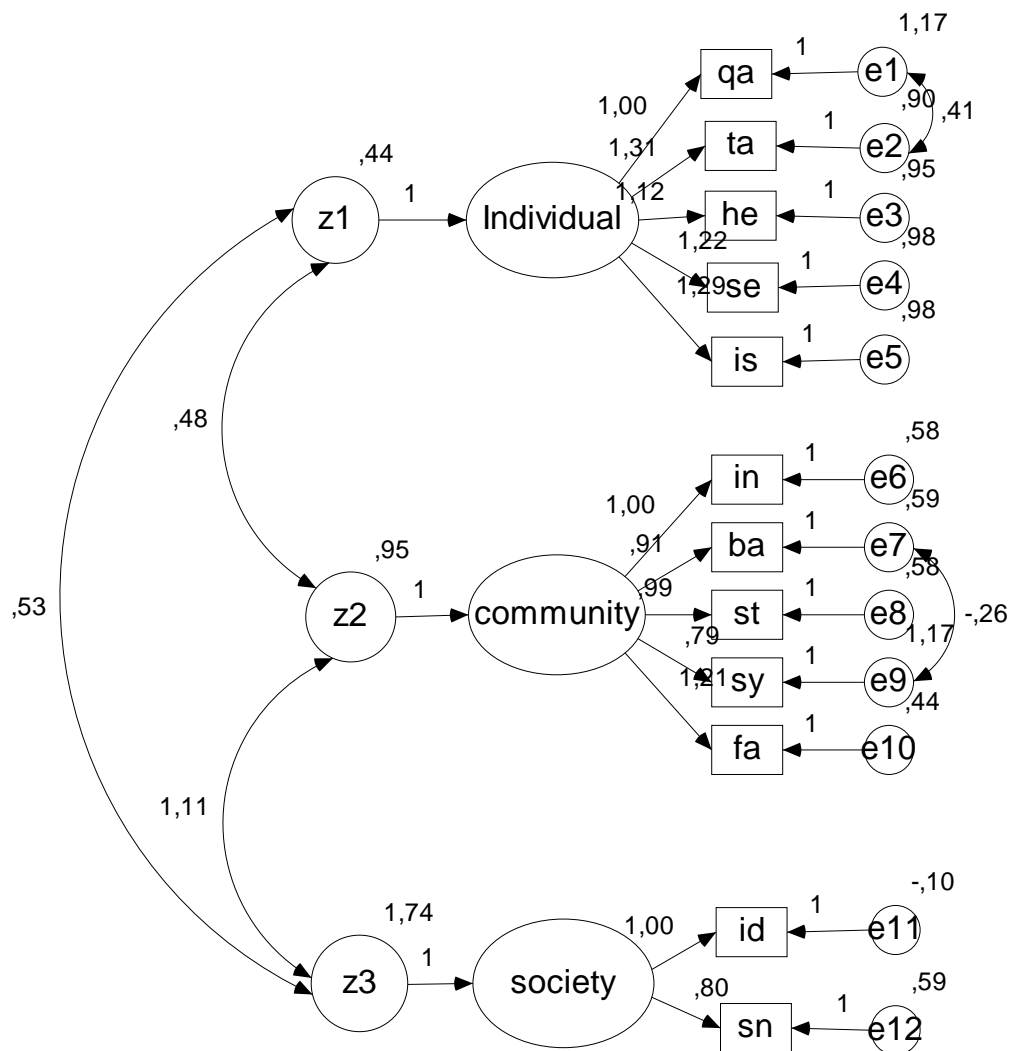 1,17
qa 1 e1
1,00 ,90 ,41
ta 1 e2
1,31
,44 ,95
z1 1 Individual 1,12 he 1 e3
1,22 ,98
1,29 se 1 e4
,98
is 1 e5
,48
,58
in 1 e6
1,00 ,59
,91 ba 1 e7
,95 ,58
z2 1 community ,99 st 1 e8 -,26
,79 1,17
1,21 sy 1 e9
,44
fa 1 e10
,53
1,11
-,10
1,74 1,00 id 1 e11
z3 1 society ,80 ,59
sn 1 e12